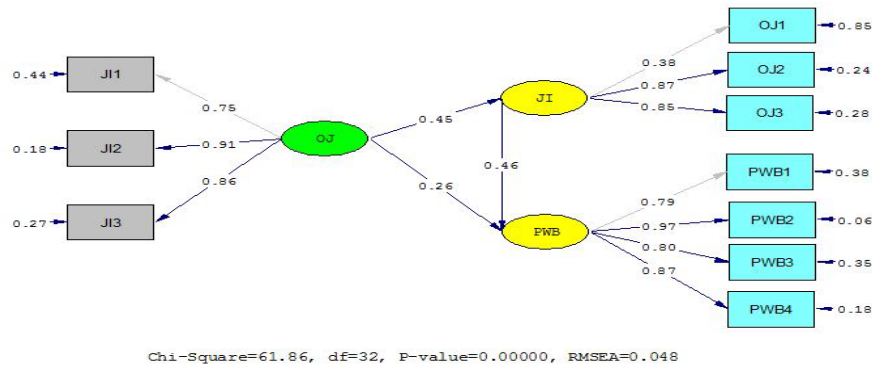 OJ1
0.85
0.44
JI1
0.38
OJ2
0.24
0.75
0.87
JI
0.45
0.85
OJ3
0.28
0.18
JI2
0.91
OJ
0.46
0.86
0.26
PWB1
0.38
0.79
0.27
JI3
PWB
0.97
PWB2
0.06
0.80
PWB3
0.35
0.87
PWB4
0.18
Chi-Square=61.86, df=32, P-value=0.00000, RMSEA=0.048